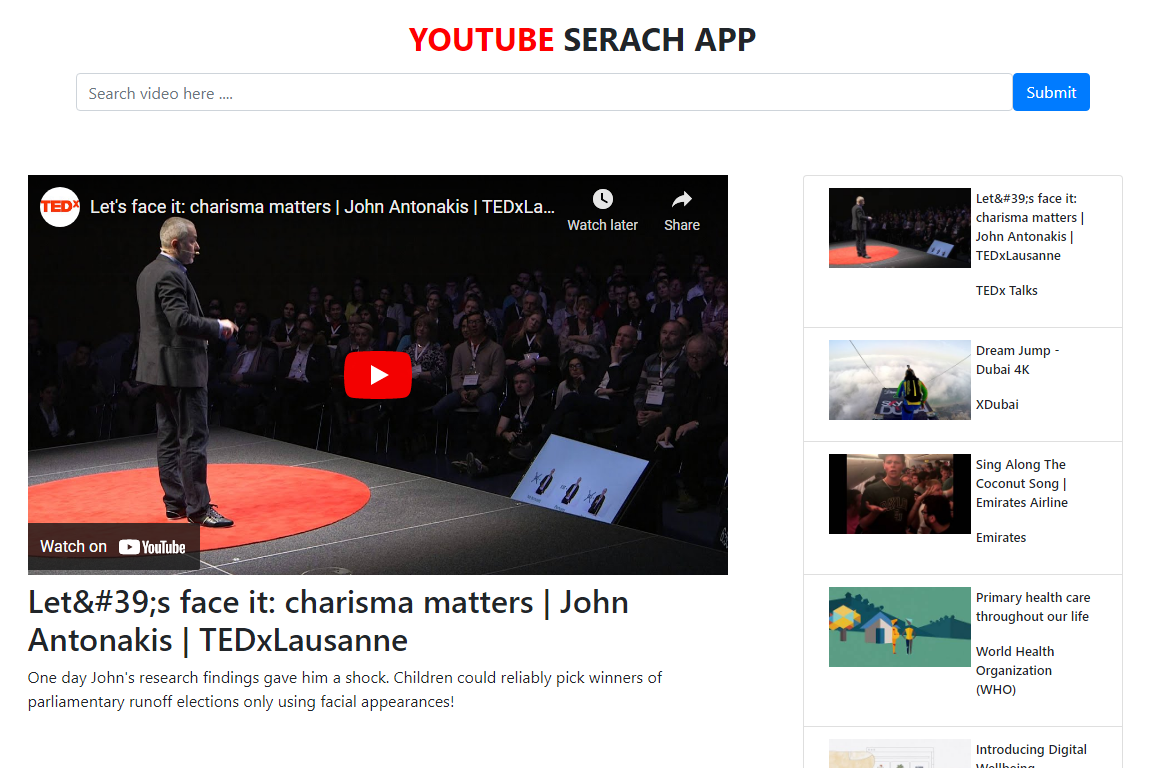 YOUTUBE SERACH APP
Search video here ....
Submit
TEDx
Let's face it: charisma matters | John Antonakis | TEDxLa...
Watch later
Share
Watch on YouTube
Let&#39;s face it: charisma matters | John
Antonakis | TEDxLausanne
One day John's research findings gave him a shock. Children could reliably pick winners of
parliamentary runoff elections only using facial appearances!
Let&#39;s face it:
charisma matters |
John Antonakis |
TEDxLausanne
TEDx Talks
Dream Jump -
Dubai 4K
XDubai
Sing Along The
Coconut Song |
Emirates Airline
Emirates
Primary health care
throughout our life
World Health
Organization
(WHO)
Introducing Digital
Wellbeing